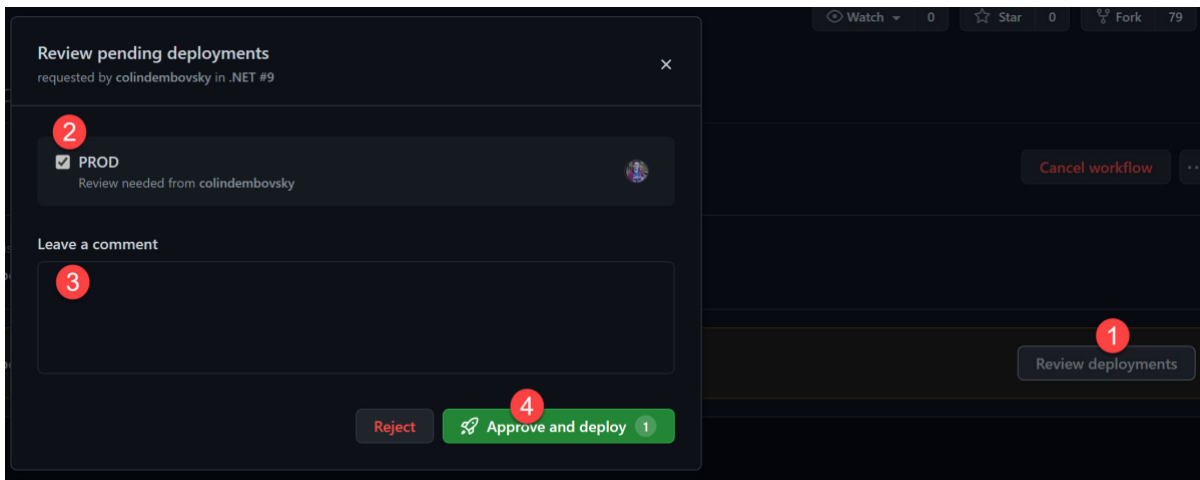 Watch 0 Star 0 Fork 79
Review pending deployments
requested by colindembovsky in .NET #9
2
PROD
Review needed from colindembovsky
Cancel workflow
Leave a comment
3
1
Review deployments
4
Reject
Approve and deploy 1